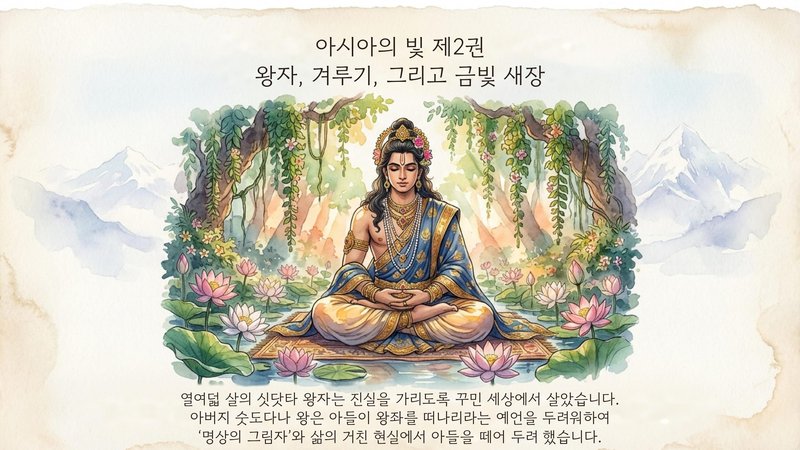 아시아의 빛 제2권
왕자, 겨루기, 그리고 금빛 새장
열여덟 살의 싯닷타 왕자는 진실을 가리도록 꾸민 세상에서 살았습니다.
아버지 숫도다나 왕은 아들이 왕좌를 떠나리라는 예언을 두려워하여
‘명상의 그림자’와 삶의 거친 현실에서 아들을 떼어 두려 했습니다.